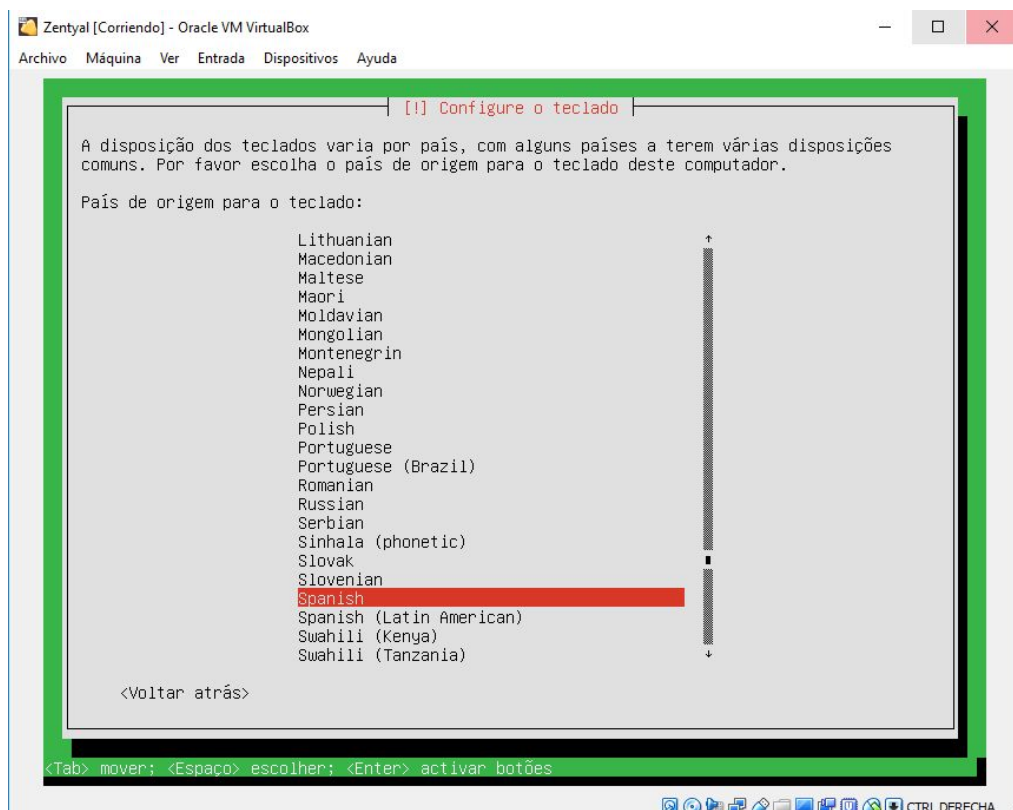 Zentyal [Corriendo] - Oracle VM VirtualBox
Archivo Máquina Ver Entrada Dispositivos Ayuda
[!] Configure o teclado
A disposição dos teclados varia por país, com alguns países a terem várias disposições
comuns. Por favor escolha o país de origem para o teclado deste computador.
País de origem para o teclado:
Lithuanian
Macedonian
Maltese
Maori
Moldavian
Mongolian
Montenegrin
Nepali
Norwegian
Persian
Polish
Portuguese
Portuguese (Brazil)
Romanian
Russian
Serbian
Sinhala (phonetic)
Slovak
Slovenian
Spanish
Spanish (Latin American)
Swahili (Kenya)
Swahili (Tanzania)
<Voltar atrás>
<Tab> mover; <Espaço> escolher; <Enter> activar botões
CTRL DERECHA